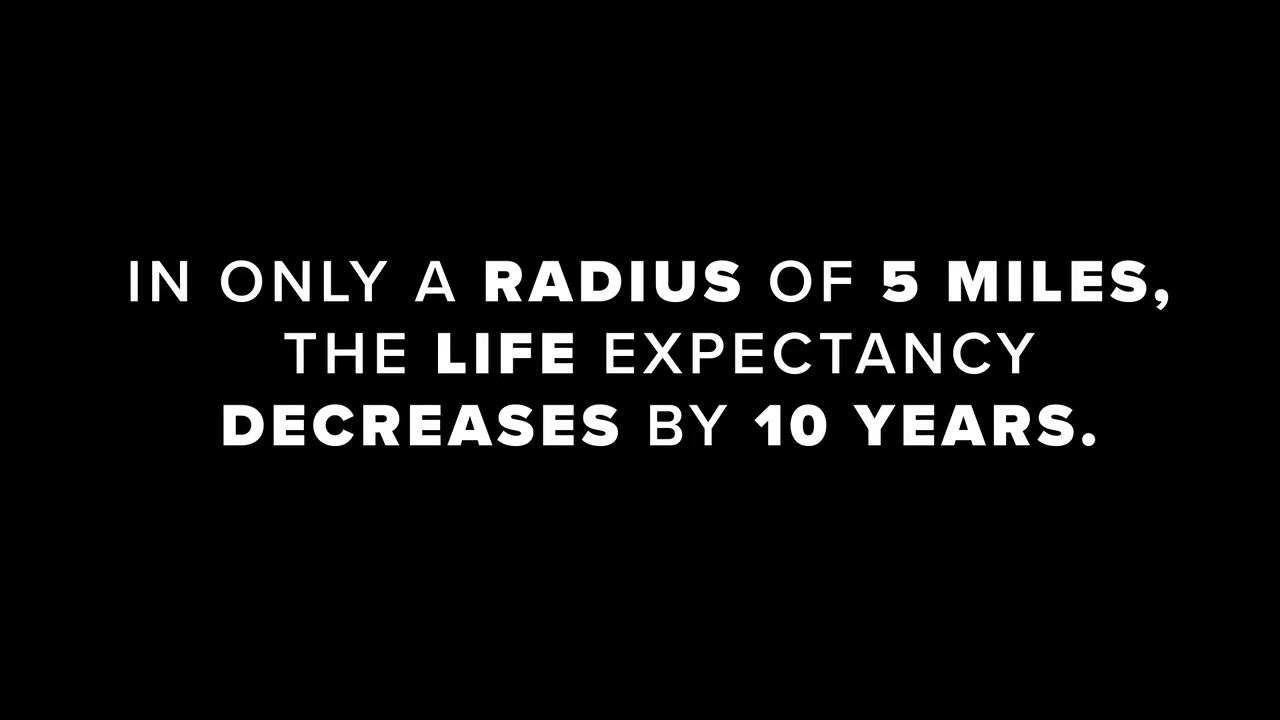 IN ONLY A RADIUS OF 5 MILES,
THE LIFE EXPECTANCY
DECREASES BY 10 YEARS.